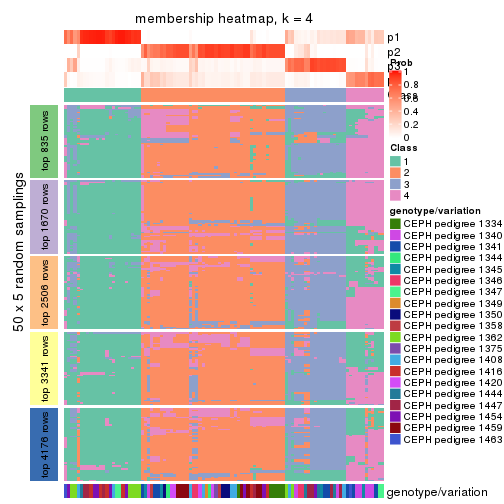 membership heatmap, k = 4
p1
p2
p3
Prob
1
0.8
0.6
0.4
0.2
0
Class
1
2
3
4
genotype/variation
CEPH pedigree 1334
CEPH pedigree 1340
CEPH pedigree 1341
CEPH pedigree 1344
CEPH pedigree 1345
CEPH pedigree 1346
CEPH pedigree 1347
CEPH pedigree 1349
CEPH pedigree 1350
CEPH pedigree 1358
CEPH pedigree 1362
CEPH pedigree 1375
CEPH pedigree 1408
CEPH pedigree 1416
CEPH pedigree 1420
CEPH pedigree 1444
CEPH pedigree 1447
CEPH pedigree 1454
CEPH pedigree 1459
CEPH pedigree 1463
50 x 5 random samplings
top 835 rows
top 1670 rows
top 2506 rows
top 3341 rows
top 4176 rows
genotype/variation